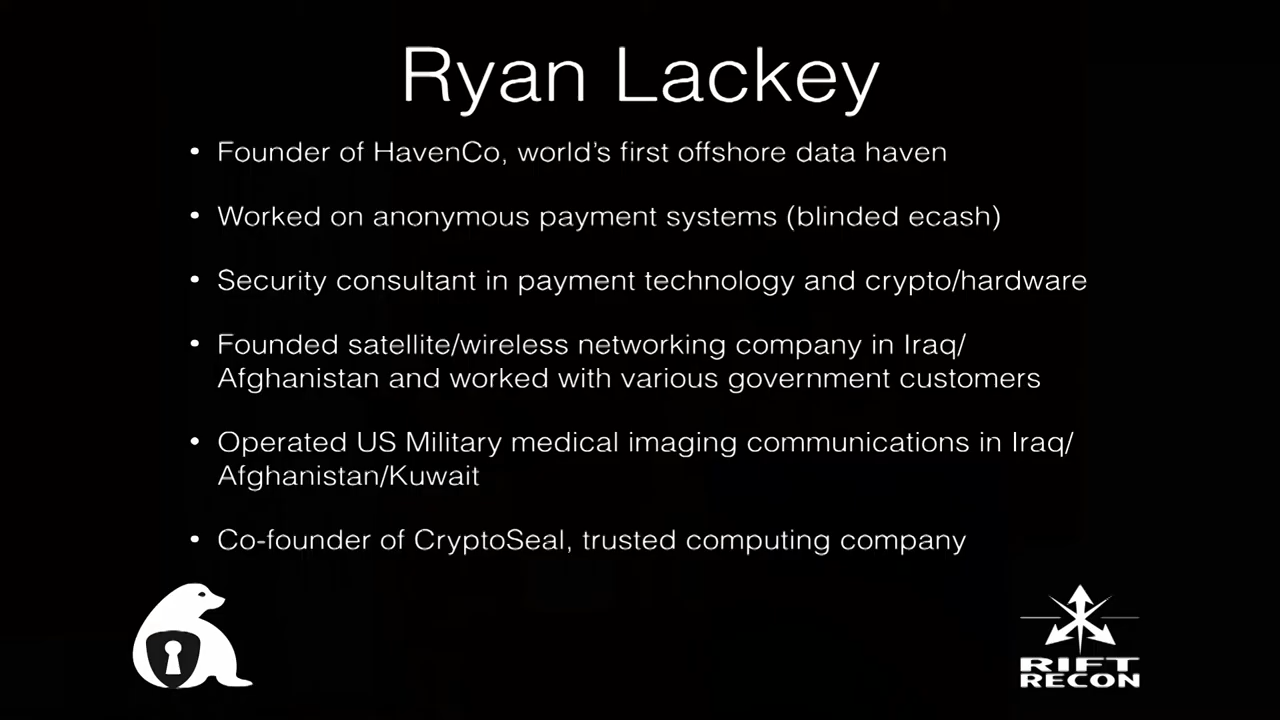 Ryan Lackey
• Founder of HavenCo, world's first offshore data haven
• Worked on anonymous payment systems (blinded ecash)
• Security consultant in payment technology and crypto/hardware
• Founded satellite/wireless networking company in Iraq/
Afghanistan and worked with various government customers
• Operated US Military medical imaging communications in Iraq/
Afghanistan/Kuwait
• Co-founder of CryptoSeal, trusted computing company
RIFT
RECON